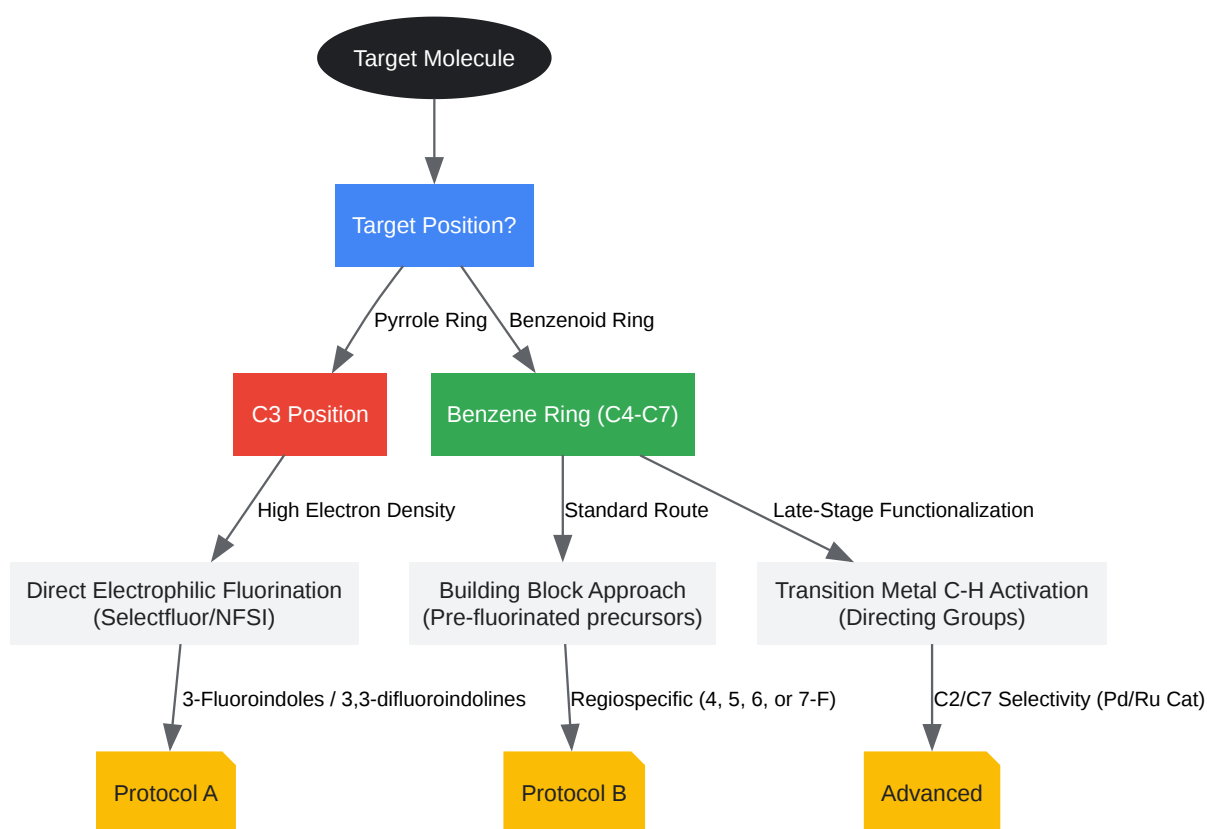 Target Molecule
Target Position?
Pyrrole Ring
Benzenoid Ring
C3 Position
Benzene Ring (C4-C7)
High Electron Density
Standard Route
Late-Stage Functionalization
Direct Electrophilic Fluorination
(Selectfluor/NFSI)
Building Block Approach
(Pre-fluorinated precursors)
Transition Metal C-H Activation
(Directing Groups)
3-Fluoroindoles / 3,3-difluoroindolines
Regiospecific (4, 5, 6, or 7-F)
C2/C7 Selectivity (Pd/Ru Cat)
Protocol A
Protocol B
Advanced